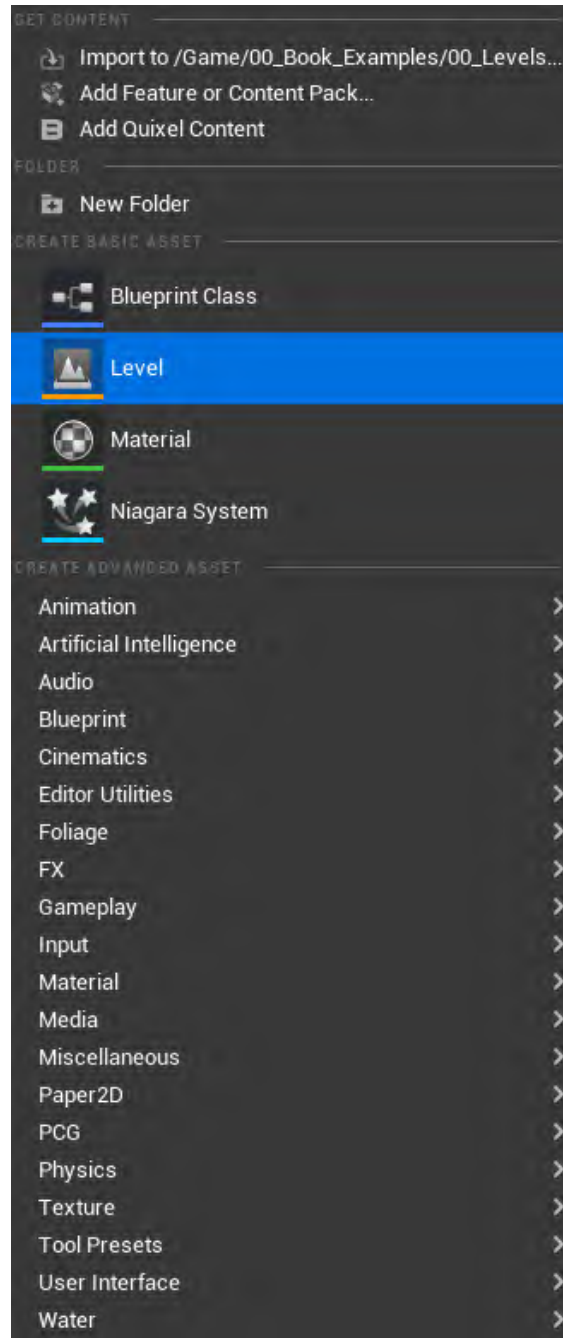 GET CONTENT
Import to /Game/00_Book_Examples/00_Levels...
Add Feature or Content Pack...
Add Quixel Content
FOLDER
New Folder
CREATE BASIC ASSET
Blueprint Class
Level
Material
Niagara System
CREATE ADVANCED ASSET
Animation
Artificial Intelligence
Audio
Blueprint
Cinematics
Editor Utilities
Foliage
FX
Gameplay
Input
Material
Media
Miscellaneous
Paper2D
PCG
Physics
Texture
Tool Presets
User Interface
Water